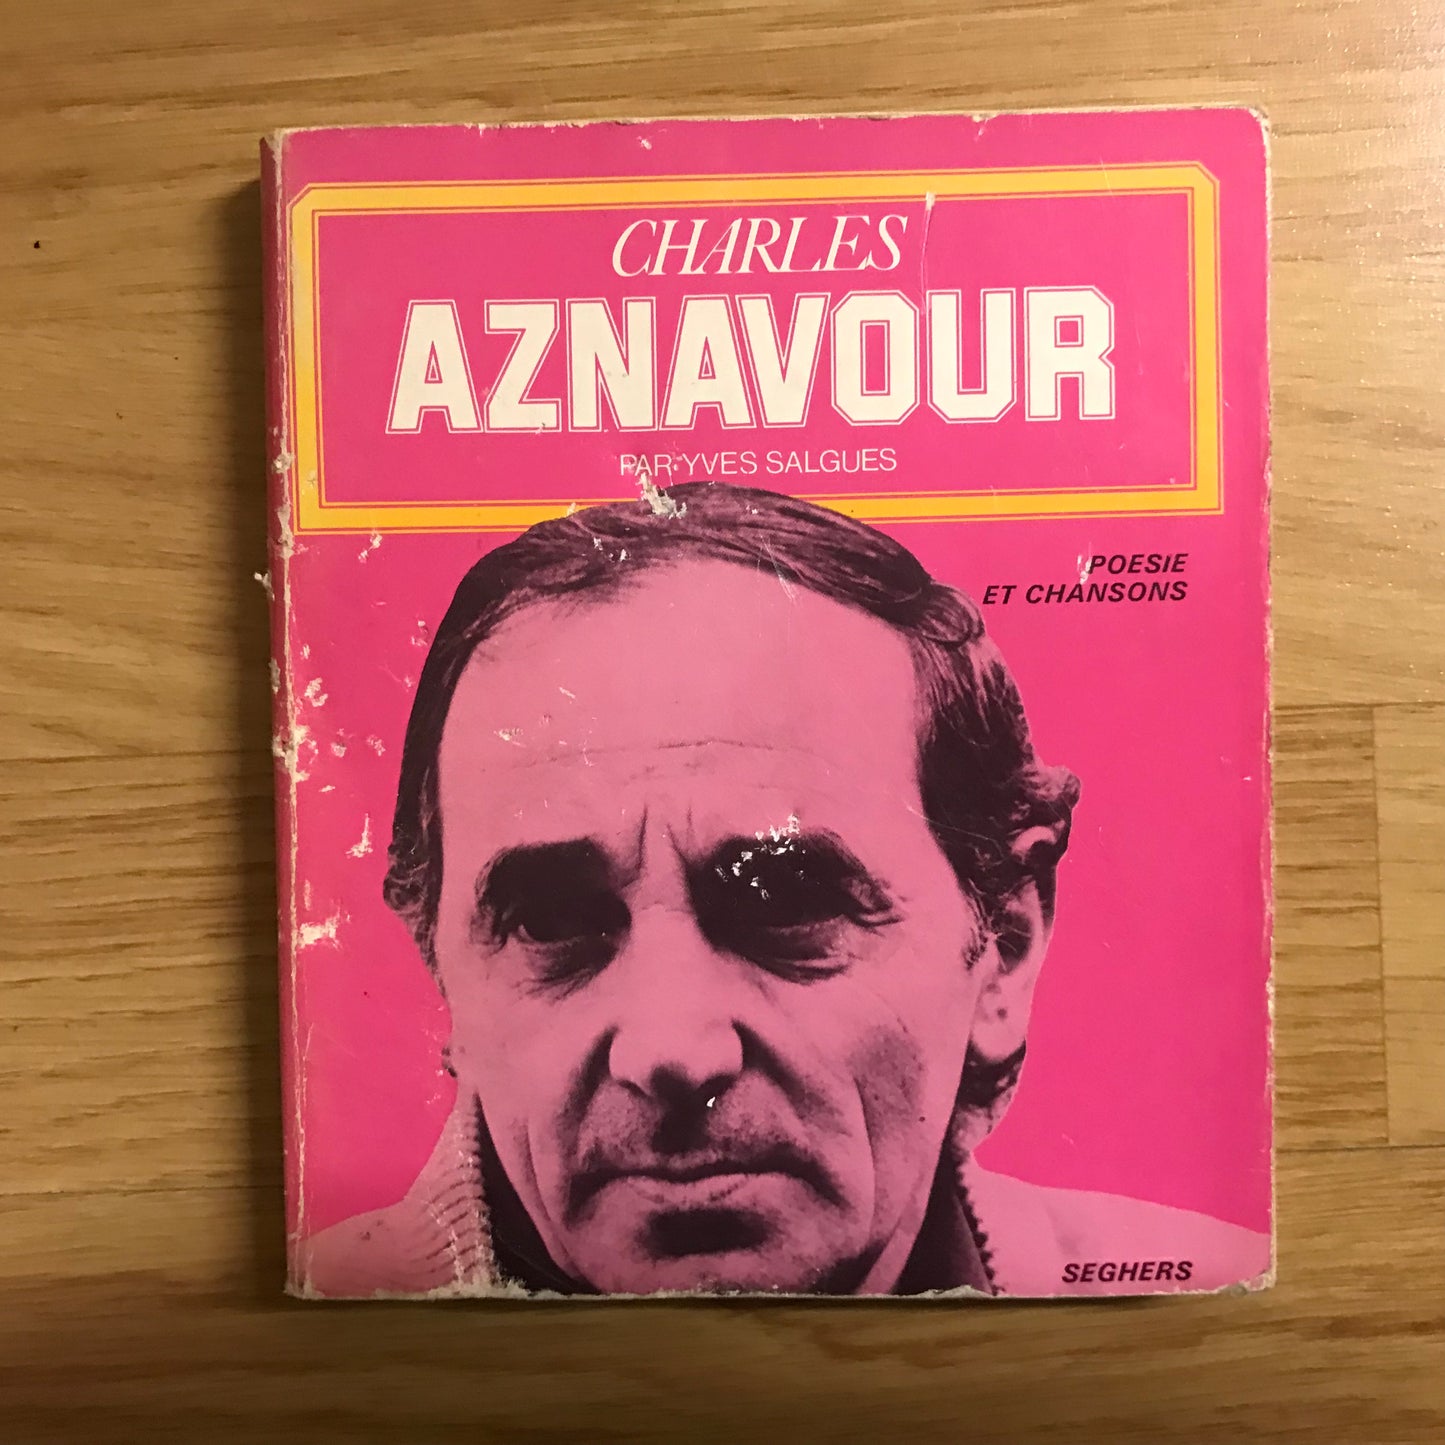 CHARLES
AZNAVOUR
PAR YVES SALGUES
POESIE
ET CHANSONS
SEGHERS